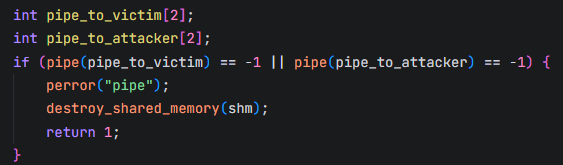 int pipe_to_victim[2];
int pipe_to_attacker[2];
if (pipe(pipe_to_victim) == -1 || pipe(pipe_to_attacker) == -1) {
    perror("pipe");
    destroy_shared_memory(shm);
    return 1;
}